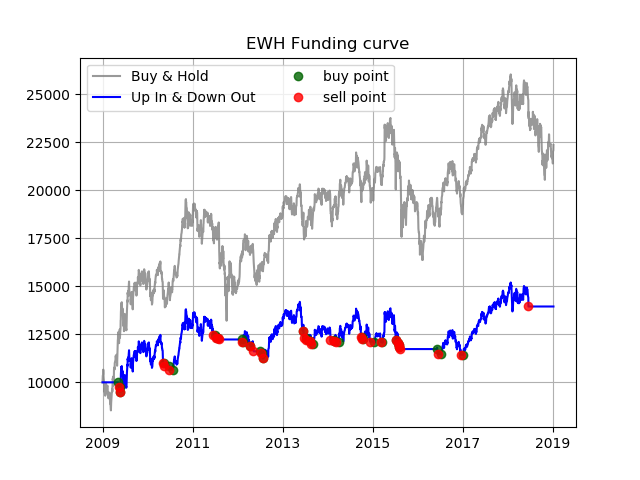 EWH Funding curve
Buy & Hold
Up In & Down Out
buy point
sell point
25000
22500
20000
17500
15000
12500
10000
2009 2011 2013 2015 2017 2019